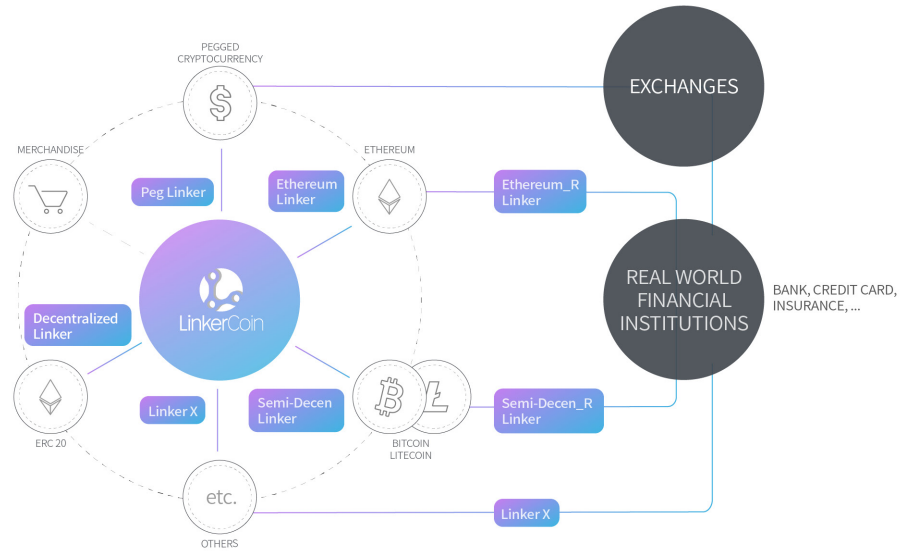 PEGGED
CRYPTOCURRENCY
EXCHANGES
MERCHANDISE
ETHEREUM
Peg Linker
Ethereum
Linker
Ethereum_R
Linker
REAL WORLD
FINANCIAL
INSTITUTIONS
BANK, CREDIT CARD,
INSURANCE, ...
LinkerCoin
Decentralized
Linker
Linker X
Semi-Decen
Linker
Semi-Decen_R
Linker
ERC 20
BITCOIN
LITECOIN
etc.
Linker X
OTHERS